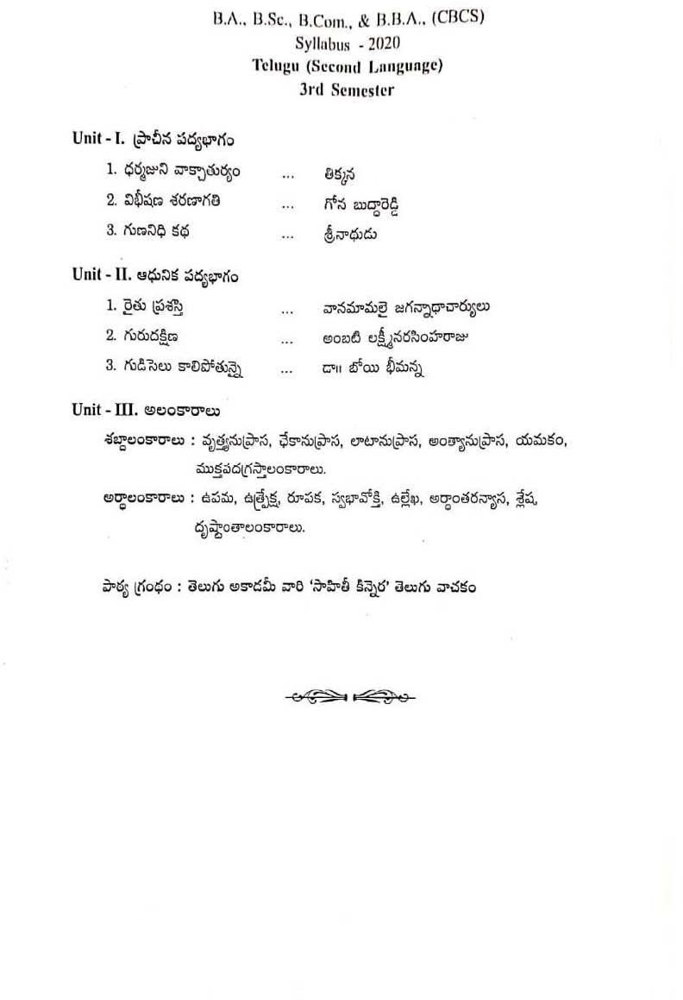 B.A., B.Sc., B.Com., & B.B.A., (CBCS)
Syllabus - 2020
Telugu (Second Language)
3rd Semester
Unit - I. ప్రాచీన పద్యభాగం
1. ధర్మజుని వాక్చాతుర్యం ... తిక్కన
2. విభీషణ శరణాగతి ... గోన బుద్ధారెడ్డి
3. గుణనిధి కథ ... శ్రీనాథుడు
Unit - II. ఆధునిక పద్యభాగం
1. రైతు ప్రశస్తి ... వానమామలై జగన్నాథాచార్యులు
2. గురుదక్షిణ ... అంబటి లక్ష్మీనరసింహరాజు
3. గుడిసెలు కాలిపోతున్నై ... డా॥ బోయి భీమన్న
Unit - III. అలంకారాలు
శబ్దాలంకారాలు : వృత్త్యనుప్రాస, ఛేకానుప్రాస, లాటానుప్రాస, అంత్యానుప్రాస, యమకం,
ముక్తపదగ్రస్తాలంకారాలు.
అర్థాలంకారాలు : ఉపమ, ఉత్ప్రేక్ష, రూపక, స్వభావోక్తి, ఉల్లేఖ, అర్థాంతరన్యాస, శ్లేష,
దృష్టాంతాలంకారాలు.
పాఠ్య గ్రంథం : తెలుగు అకాడమీ వారి 'సాహితీ కిన్నెర' తెలుగు వాచకం